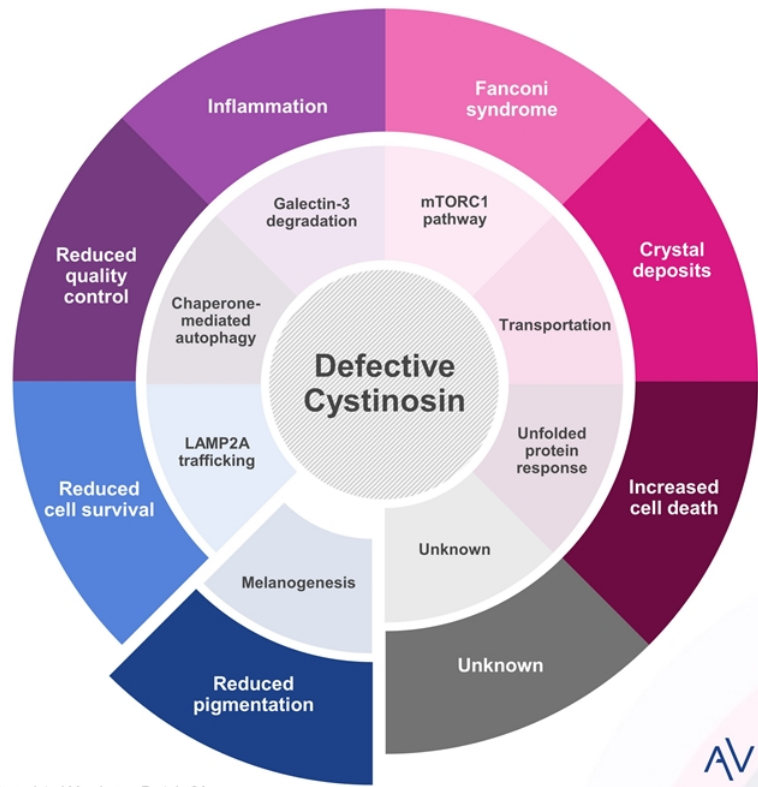 Inflammation
Fanconi
syndrome
Galectin-3
degradation
mTORC1
pathway
Reduced
quality
control
Crystal
deposits
Chaperone-
mediated
autophagy
Transportation
Defective
Cystinosin
LAMP2A
trafficking
Unfolded
protein
response
Reduced
cell survival
Increased
cell death
Unknown
Melanogenesis
Unknown
Reduced
pigmentation
AV